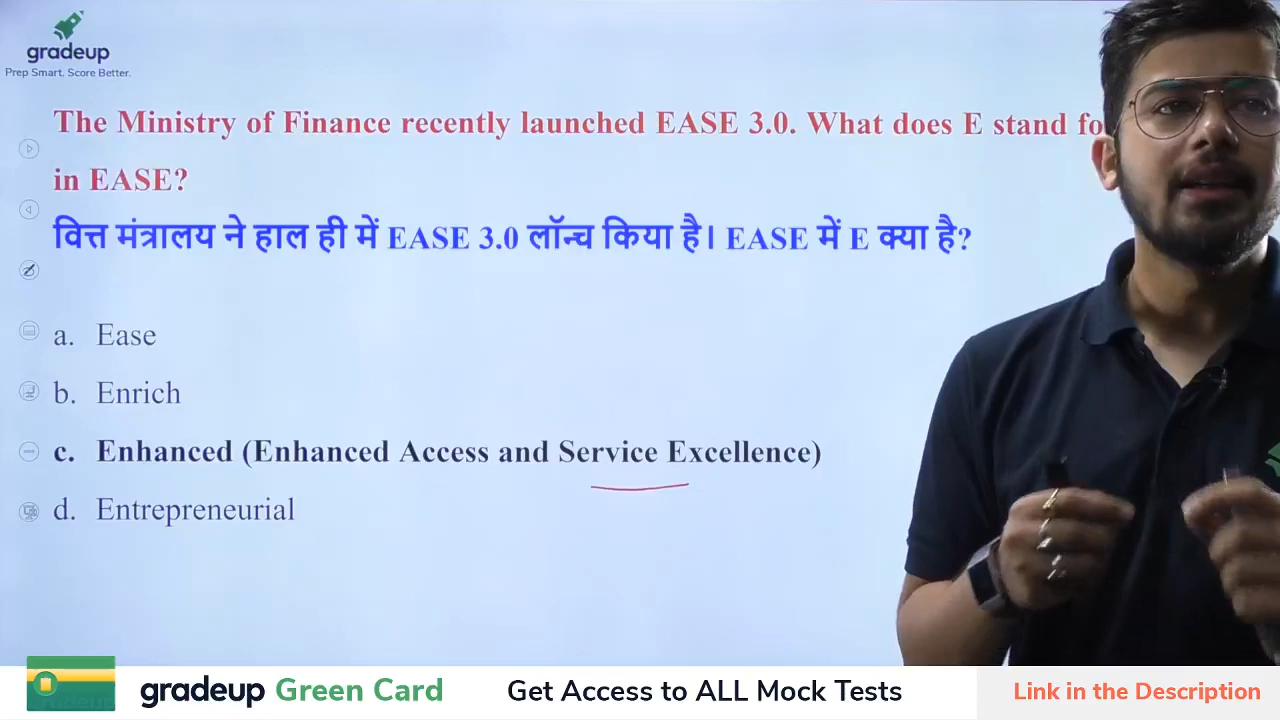 gradeup
Prep Smart. Score Better.
The Ministry of Finance recently launched EASE 3.0. What does E stand fo
in EASE?
वित्त मंत्रालय ने हाल ही में EASE 3.0 लॉन्च किया है। EASE में E क्या है?
a. Ease
b. Enrich
c. Enhanced (Enhanced Access and Service Excellence)
d. Entrepreneurial
gradeup Green Card
Get Access to ALL Mock Tests
Link in the Description